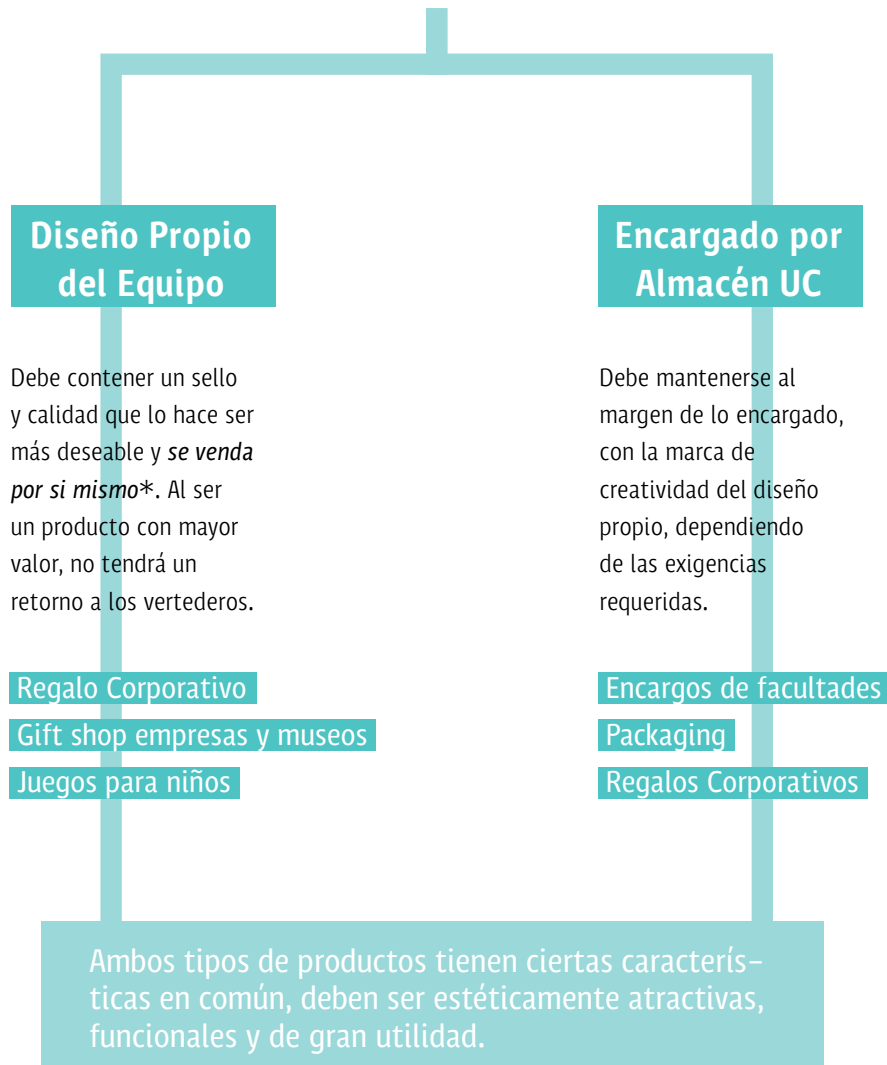 Diseño Propio
del Equipo
Debe contener un sello
y calidad que lo hace ser
más deseable y se venda
por si mismo*. Al ser
un producto con mayor
valor, no tendrá un
retorno a los vertederos.
Regalo Corporativo
Gift shop empresas y museos
Juegos para niños
Encargado por
Almacén UC
Debe mantenerse al
margen de lo encargado,
con la marca de
creatividad del diseño
propio, dependiendo
de las exigencias
requeridas.
Encargos de facultades
Packaging
Regalos Corporativos
Ambos tipos de productos tienen ciertas caracterís-
ticas en común, deben ser estéticamente atractivas,
funcionales y de gran utilidad.